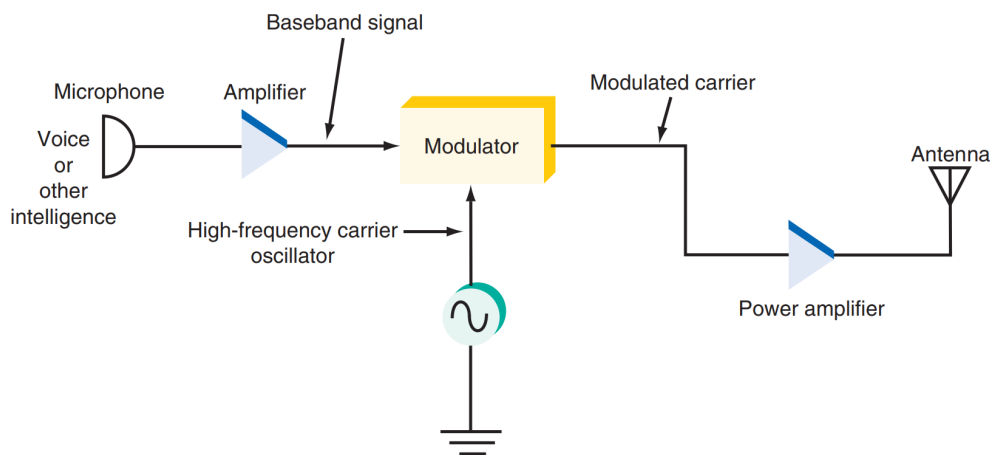 Baseband signal
Microphone
Amplifier
Modulated carrier
Voice
or
other
intelligence
Modulator
Antenna
High-frequency carrier
oscillator
Power amplifier